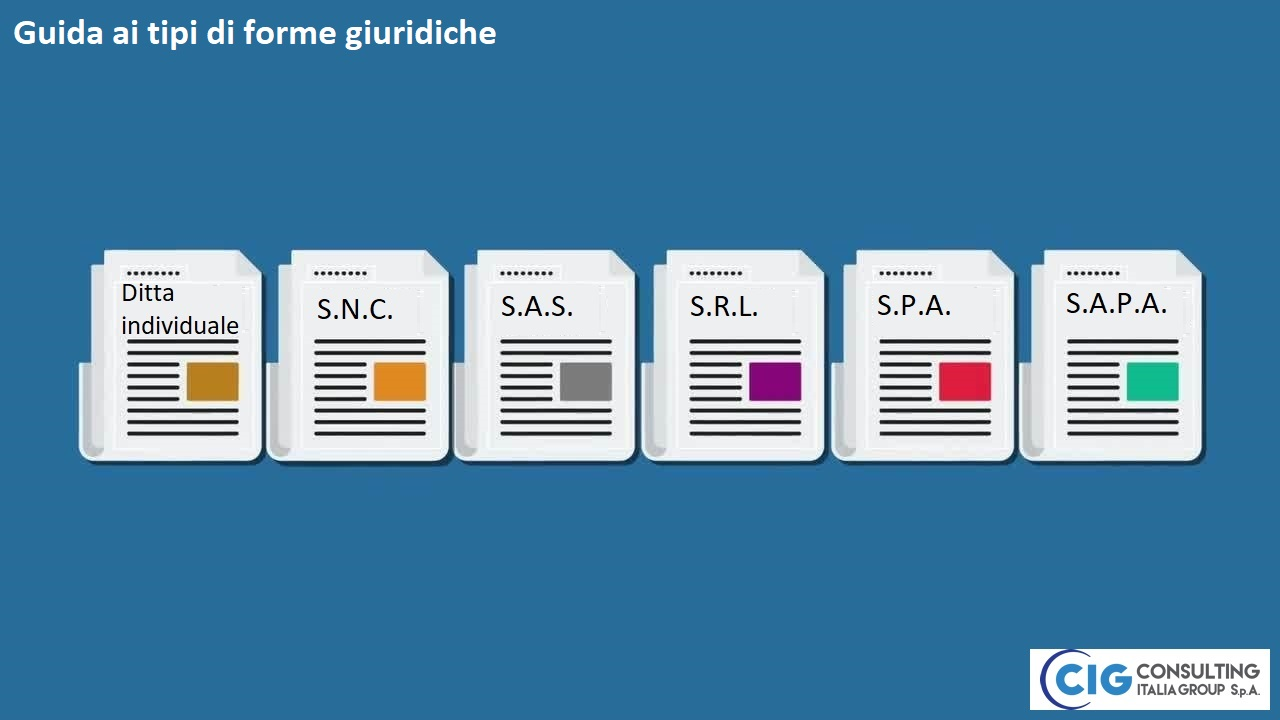 Guida ai tipi di forme giuridiche
Ditta
individuale
S.N.C.
S.A.S.
S.R.L.
S.P.A.
S.A.P.A.
CIG CONSULTING
ITALIA GROUP S.p.A.